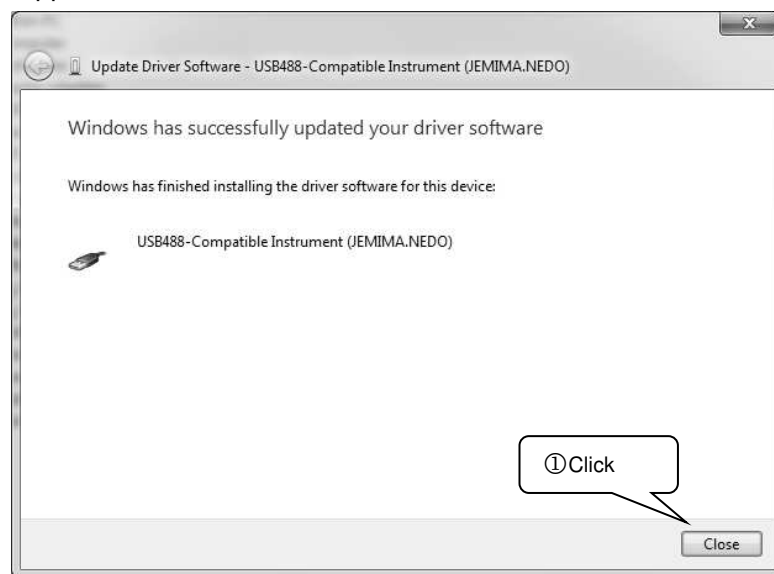 X
Update Driver Software - USB488-Compatible Instrument (JEMIMA.NEDO)
Windows has successfully updated your driver software
Windows has finished installing the driver software for this device:
USB488-Compatible Instrument (JEMIMA.NEDO)
①Click
Close